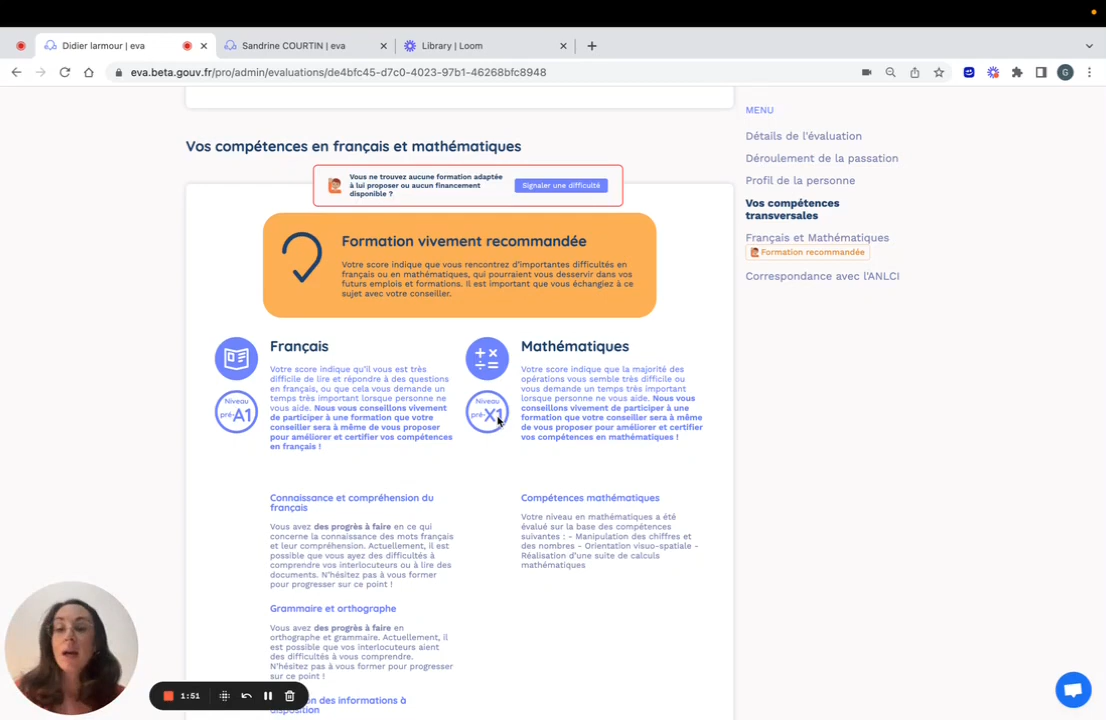 Didier larmour | eva
Sandrine COURTIN | eva
Library | Loom
eva.beta.gouv.fr/pro/admin/evaluations/de4bfc45-d7c0-4023-97b1-46268bfc8948
G
Vos compétences en français et mathématiques
Vous ne trouvez aucune formation adaptée
à lui proposer ou aucun financement
disponible ?
Signaler une difficulté
Formation vivement recommandée
Votre score indique que vous rencontrez d'importantes difficultés en
français ou en mathématiques, qui pourraient vous desservir dans vos
futurs emplois et formations. Il est important que vous échangiez à ce
sujet avec votre conseiller.
Français
Niveau
pré-A1
Votre score indique qu'il vous est très
difficile de lire et répondre à des questions
en français, ou que cela vous demande un
temps très important lorsque personne ne
vous aide. Nous vous conseillons vivement
de participer à une formation que votre
conseiller sera à même de vous proposer
pour améliorer et certifier vos compétences
en français !
Mathématiques
Niveau
pré-X1
Votre score indique que la majorité des
opérations vous semble très difficile ou
vous demande un temps très important
lorsque personne ne vous aide. Nous vous
conseillons vivement de participer à une
formation que votre conseiller sera à même
de vous proposer pour améliorer et certifier
vos compétences en mathématiques !
Connaissance et compréhension du
français
Vous avez des progrès à faire en ce qui
concerne la connaissance des mots français
et leur compréhension. Actuellement, il est
possible que vous ayez des difficultés à
comprendre vos interlocuteurs ou à lire des
documents. N'hésitez pas à vous former
pour progresser sur ce point !
Compétences mathématiques
Votre niveau en mathématiques a été
évalué sur la base des compétences
suivantes : - Manipulation des chiffres et
des nombres - Orientation visuo-spatiale -
Réalisation d'une suite de calculs
mathématiques
Grammaire et orthographe
Vous avez des progrès à faire en
orthographe et grammaire. Actuellement, il
est possible que vos interlocuteurs aient
des difficultés à vous comprendre.
N'hésitez pas à vous former pour progresser
sur ce point !
des informations à
disposition
MENU
Détails de l'évaluation
Déroulement de la passation
Profil de la personne
Vos compétences
transversales
Français et Mathématiques
Formation recommandée
Correspondance avec l'ANLCI
1:51